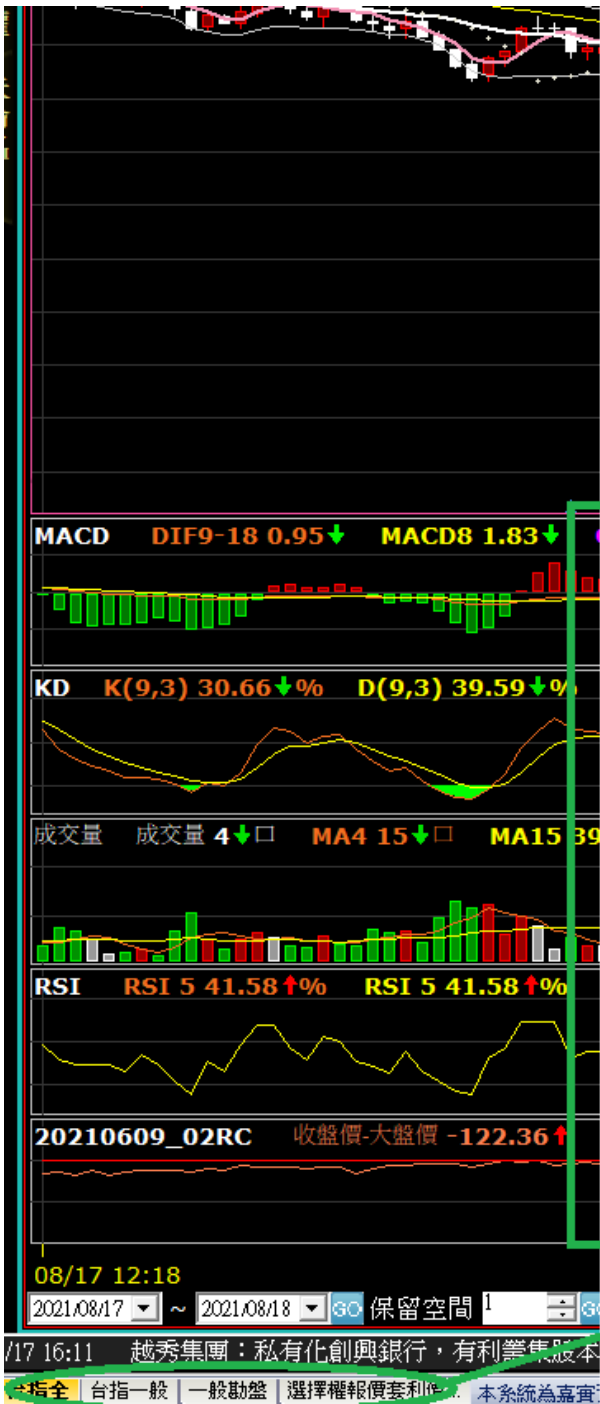 MACD DIF9-18 0.95↓ MACD8 1.83↓
KD K(9,3) 30.66↓% D(9,3) 39.59↓%
成交量 成交量 4↓口 MA4 15↓口 MA15 39
RSI RSI 5 41.58↑% RSI 5 41.58↑%
20210609_02RC 收盤價-大盤價 -122.36↑
08/17 12:18
2021/08/17 ~ 2021/08/18 GO 保留空間 1 GO
/17 16:11 越秀集團：私有化創興銀行，有利業集股本
台指全 台指一般 一般勘盤 選擇權報價套利 本系統為嘉實